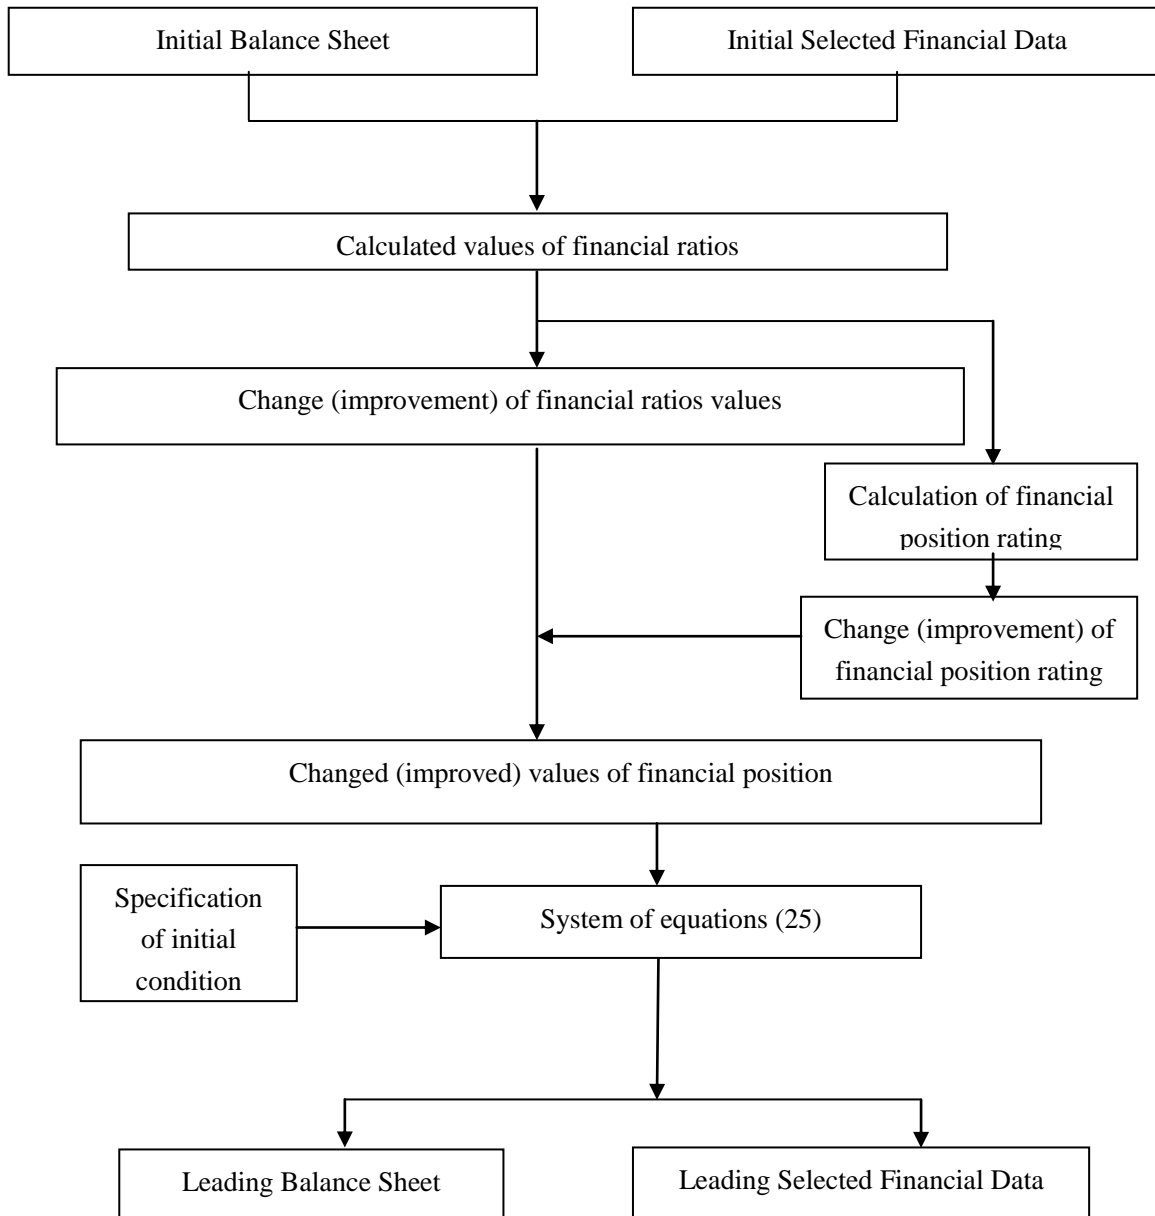 Initial Balance Sheet
Initial Selected Financial Data
Calculated values of financial ratios
Change (improvement) of financial ratios values
Calculation of financial
position rating
Change (improvement) of
financial position rating
Changed (improved) values of financial position
Specification
of initial
condition
System of equations (25)
Leading Balance Sheet
Leading Selected Financial Data